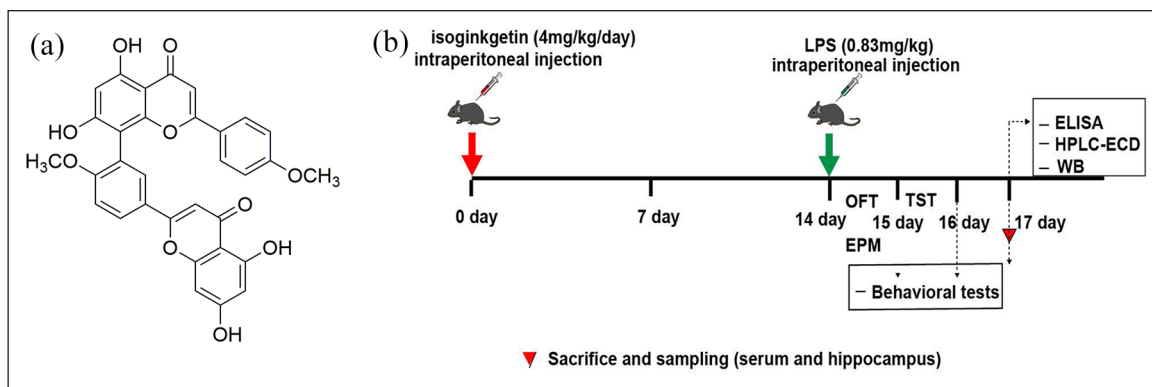 (a)
OH
O
HO
O
H₃CO
OCH₃
O
O
OH
OH
(b)
isoginkgetin (4mg/kg/day)
intraperitoneal injection
LPS (0.83mg/kg)
intraperitoneal injection
– ELISA
– HPLC-ECD
– WB
0 day
7 day
14 day
OFT
EPM
15 day
TST
16 day
17 day
– Behavioral tests
Sacrifice and sampling (serum and hippocampus)